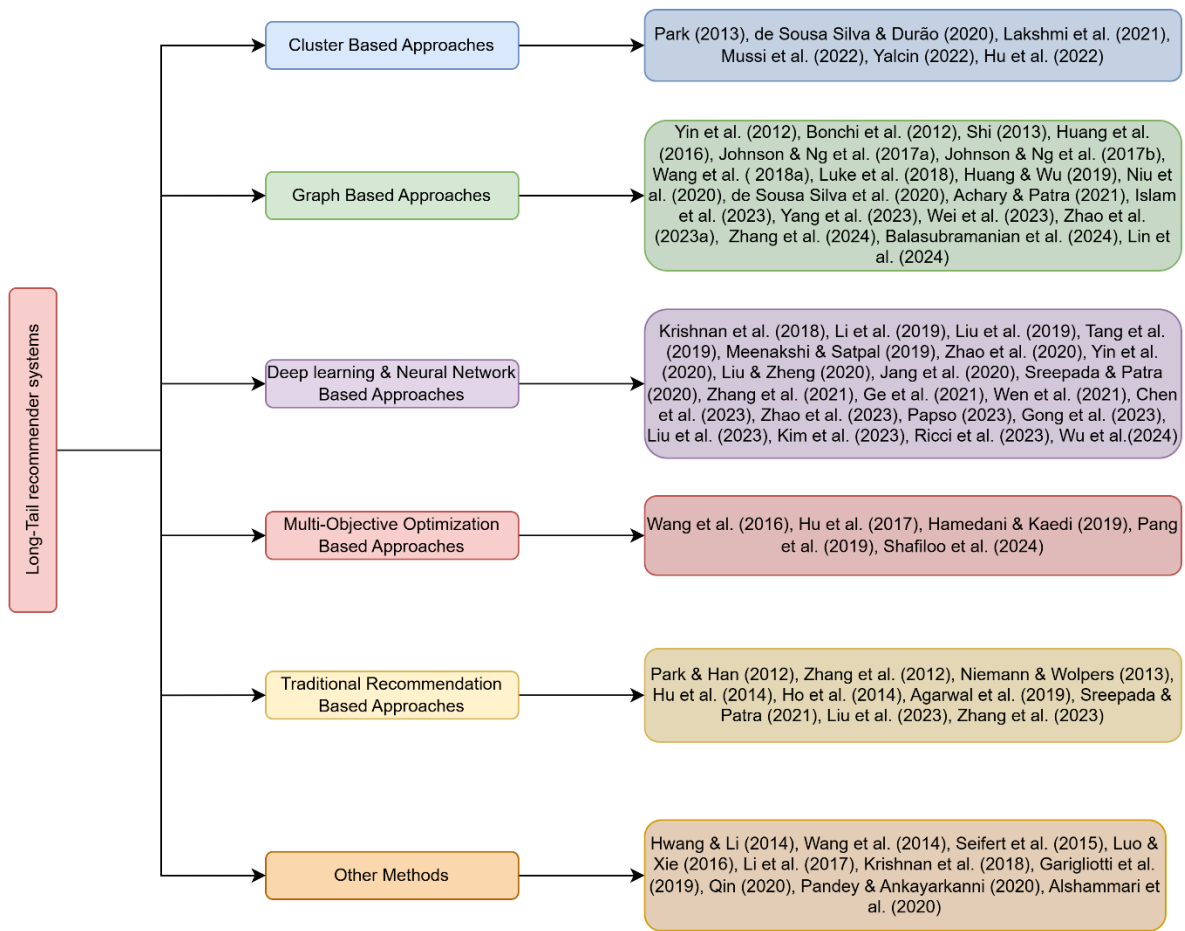 Long-Tail recommender systems
Cluster Based Approaches
Park (2013), de Sousa Silva & Durão (2020), Lakshmi et al. (2021),
Mussi et al. (2022), Yalcin (2022), Hu et al. (2022)
Graph Based Approaches
Yin et al. (2012), Bonchi et al. (2012), Shi (2013), Huang et al.
(2016), Johnson & Ng et al. (2017a), Johnson & Ng et al. (2017b),
Wang et al. ( 2018a), Luke et al. (2018), Huang & Wu (2019), Niu et
al. (2020), de Sousa Silva et al. (2020), Achary & Patra (2021), Islam
et al. (2023), Yang et al. (2023), Wei et al. (2023), Zhao et al.
(2023a), Zhang et al. (2024), Balasubramanian et al. (2024), Lin et
al. (2024)
Deep learning & Neural Network
Based Approaches
Krishnan et al. (2018), Li et al. (2019), Liu et al. (2019), Tang et al.
(2019), Meenakshi & Satpal (2019), Zhao et al. (2020), Yin et al.
(2020), Liu & Zheng (2020), Jang et al. (2020), Sreepada & Patra
(2020), Zhang et al. (2021), Ge et al. (2021), Wen et al. (2021), Chen
et al. (2023), Zhao et al. (2023), Papso (2023), Gong et al. (2023),
Liu et al. (2023), Kim et al. (2023), Ricci et al. (2023), Wu et al.(2024)
Multi-Objective Optimization
Based Approaches
Wang et al. (2016), Hu et al. (2017), Hamedani & Kaedi (2019), Pang
et al. (2019), Shafiloo et al. (2024)
Traditional Recommendation
Based Approaches
Park & Han (2012), Zhang et al. (2012), Niemann & Wolpers (2013),
Hu et al. (2014), Ho et al. (2014), Agarwal et al. (2019), Sreepada &
Patra (2021), Liu et al. (2023), Zhang et al. (2023)
Other Methods
Hwang & Li (2014), Wang et al. (2014), Seifert et al. (2015), Luo &
Xie (2016), Li et al. (2017), Krishnan et al. (2018), Garigliotti et al.
(2019), Qin (2020), Pandey & Ankayarkanni (2020), Alshammari et
al. (2020)